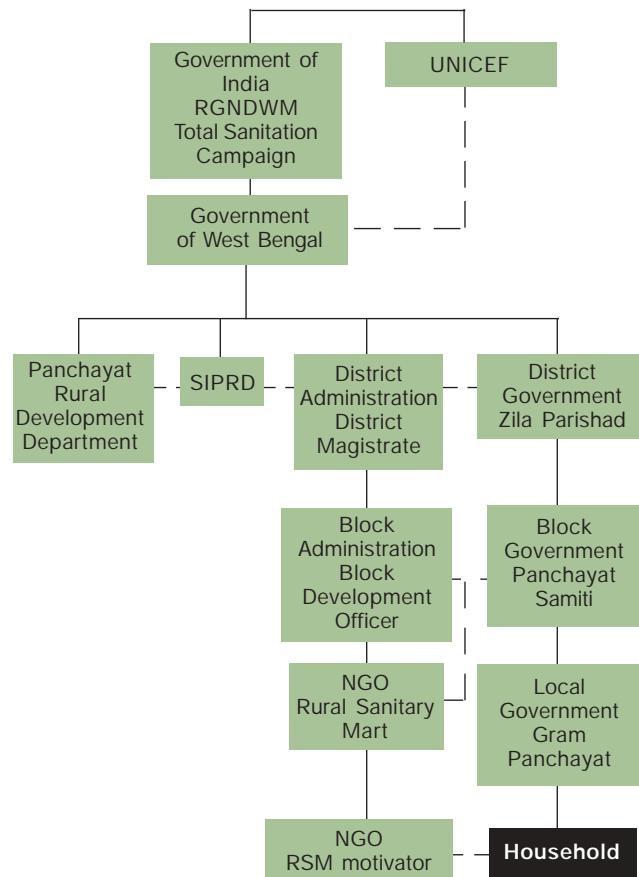 Government of
India
RGNDWM
Total Sanitation
Campaign
UNICEF
Government
of West Bengal
Panchayat
Rural
Development
Department
SIPRD
District
Administration
District
Magistrate
District
Government
Zila Parishad
Block
Administration
Block
Development
Officer
Block
Government
Panchayat
Samiti
NGO
Rural Sanitary
Mart
Local
Government
Gram
Panchayat
NGO
RSM motivator
Household